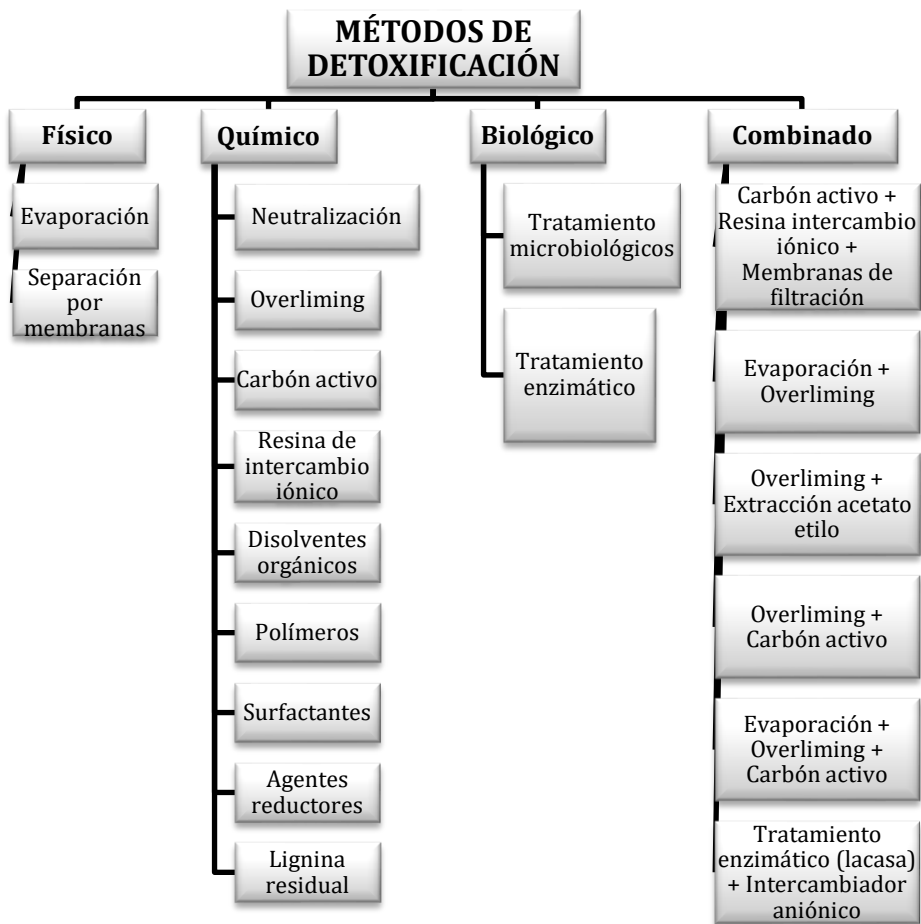 MÉTODOS DE
DETOXIFICACIÓN
Físico
Evaporación
Separación
por
membranas
Químico
Neutralización
Overliming
Carbón activo
Resina de
intercambio
iónico
Disolventes
orgánicos
Polímeros
Surfactantes
Agentes
reductores
Lignina
residual
Biológico
Tratamiento
microbiológicos
Tratamiento
enzimático
Combinado
Carbón activo +
Resina intercambio
iónico +
Membranas de
filtración
Evaporación +
Overliming
Overliming +
Extracción acetato
etilo
Overliming +
Carbón activo
Evaporación +
Overliming +
Carbón activo
Tratamiento
enzimático (lacasa)
+ Intercambiador
aniónico